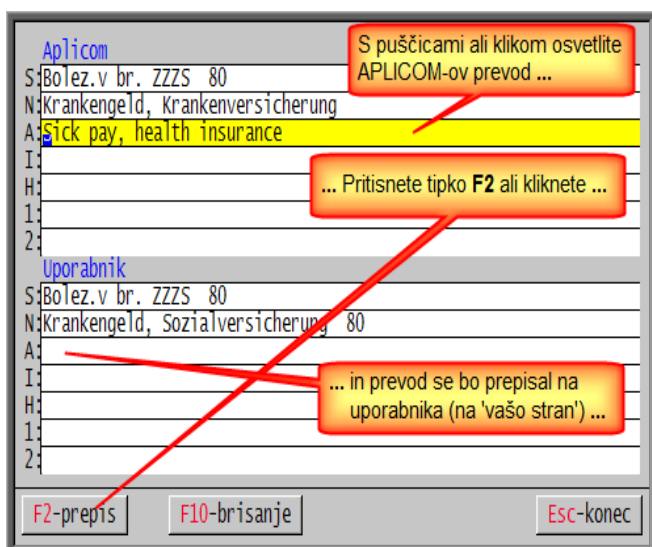 Aplicom
S:Bolez.v br. ZZZS 80
N:Krankengeld, Krankenversicherung
A:Sick pay, health insurance
I:
H:
1:
2:
S puščicami ali klikom osvetlite
APLICOM-ov prevod ...
... Pritisnete tipko F2 ali kliknete ...
Uporabnik
S:Bolez.v br. ZZZS 80
N:Krankengeld, Sozialversicherung 80
A:
I:
H:
1:
2:
... in prevod se bo prepisal na
uporabnika (na 'vašo stran') ...
F2-prepis
F10-brisanje
Esc-konec